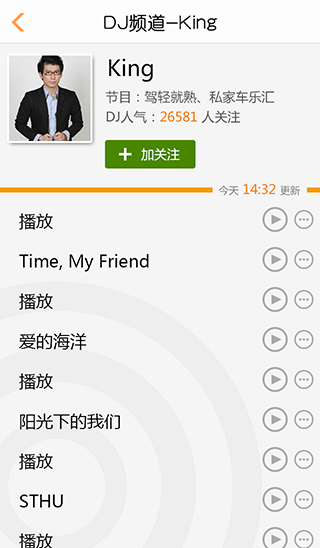 DJ频道-King
King
节目：驾轻就熟、私家车乐汇
DJ人气：26581 人关注
+ 加关注
今天 14:32 更新
播放
Time, My Friend
播放
爱的海洋
播放
阳光下的我们
播放
STHU
播放